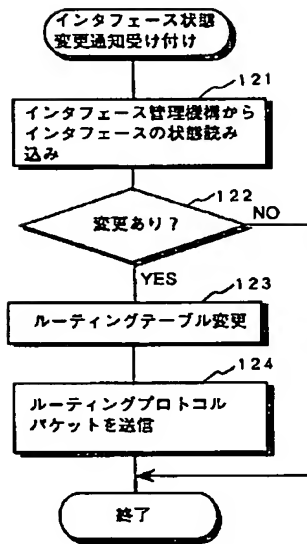 インタフェース状態
変更通知受け付け
121
インタフェース管理機構から
インタフェースの状態読み
込み
122
変更あり?
NO
YES
123
ルーティングテーブル変更
124
ルーティングプロトコル
パケットを送信
終了